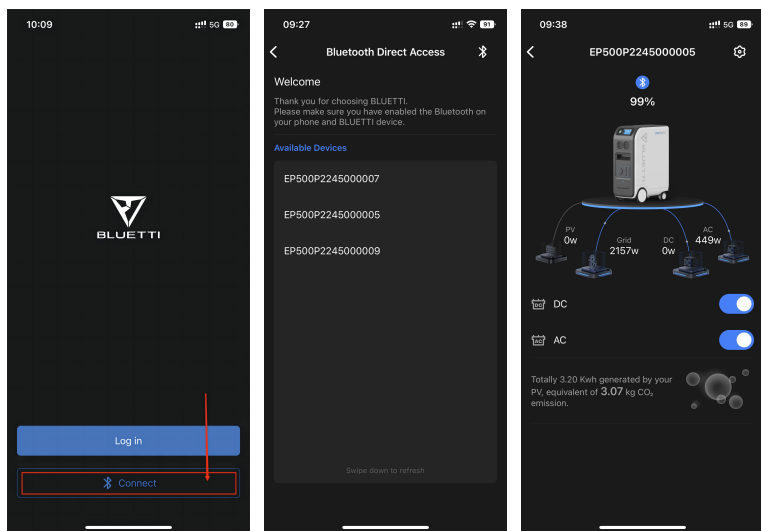 10:09
5G 80
BLUETTI
Log in
Connect
09:27
91
Bluetooth Direct Access
Welcome
Thank you for choosing BLUETTI.
Please make sure you have enabled the Bluetooth on
your phone and BLUETTI device.
Available Devices
EP500P2245000007
EP500P2245000005
EP500P2245000009
Swipe down to refresh
09:38
5G 89
EP500P2245000005
99%
BLUETTI
PV
0w
Grid
2157w
DC
0w
AC
449w
DC DC
AC AC
Totally 3.20 Kwh generated by your
PV, equivalent of 3.07 kg CO₂
emission.